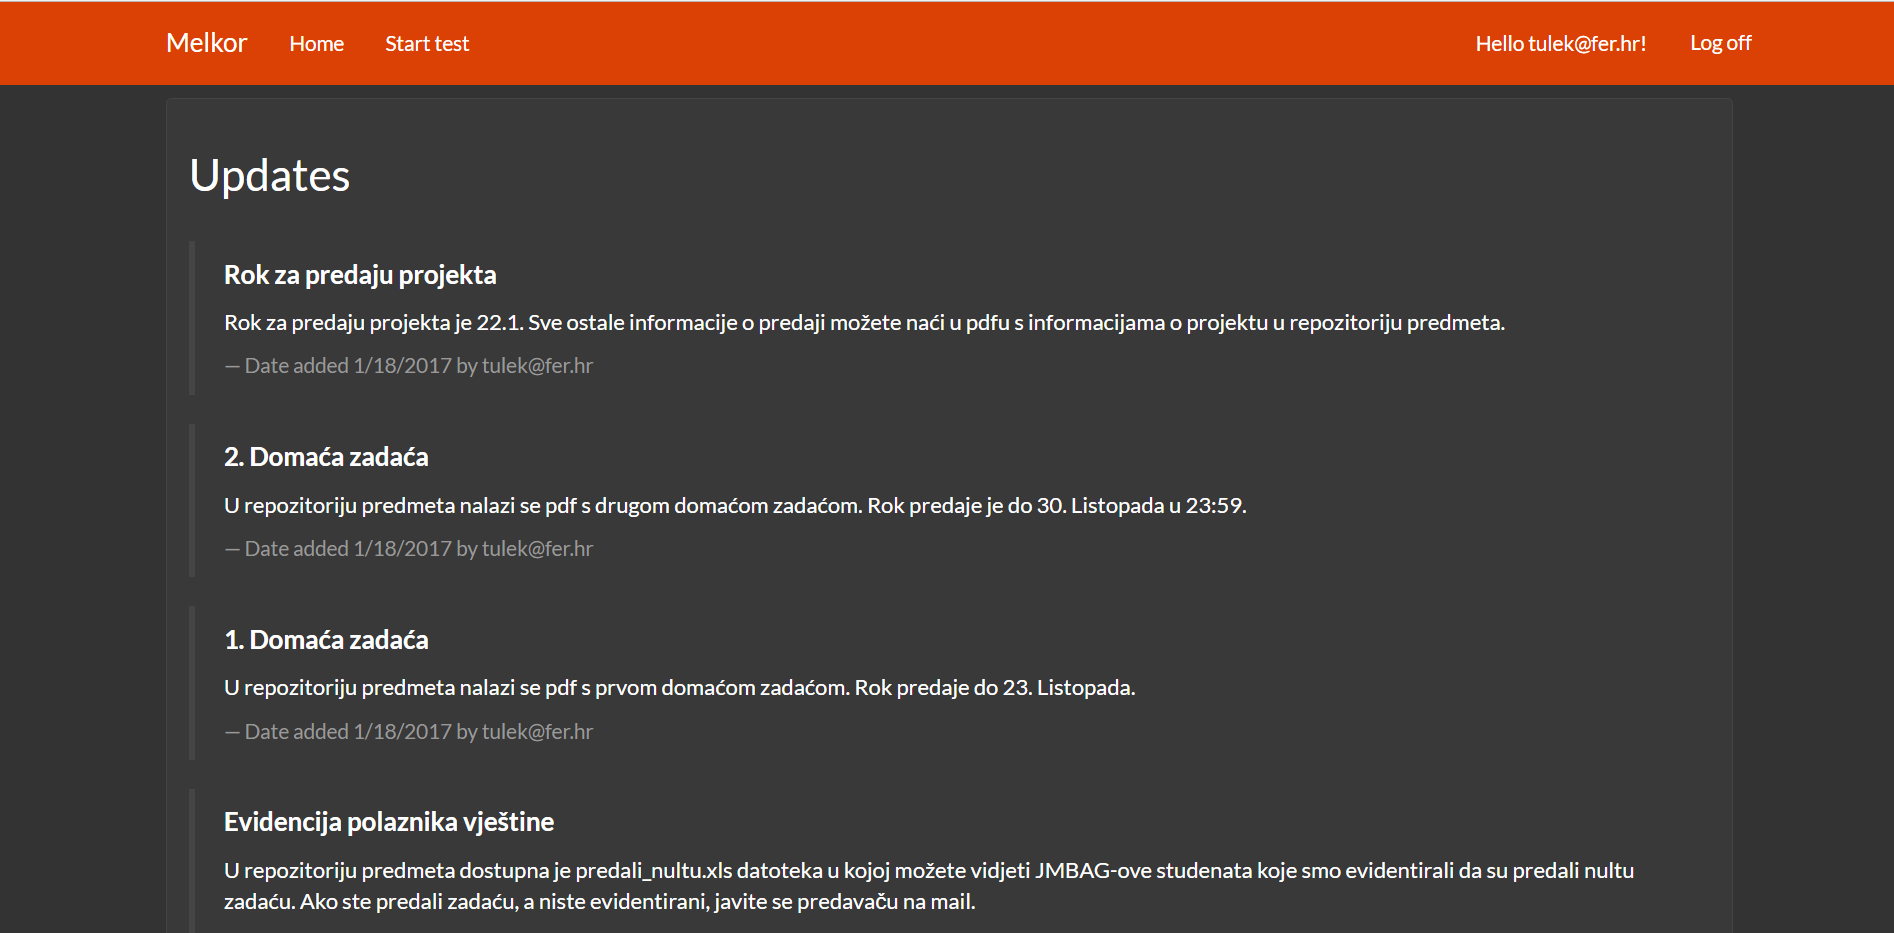 Melkor Home Start test Hello tulek@fer.hr! Log off
Updates
Rok za predaju projekta
Rok za predaju projekta je 22.1. Sve ostale informacije o predaji možete naći u pdfu s informacijama o projektu u repozitoriju predmeta.
— Date added 1/18/2017 by tulek@fer.hr
2. Domaća zadaća
U repozitoriju predmeta nalazi se pdf s drugom domaćom zadaćom. Rok predaje je do 30. Listopada u 23:59.
— Date added 1/18/2017 by tulek@fer.hr
1. Domaća zadaća
U repozitoriju predmeta nalazi se pdf s prvom domaćom zadaćom. Rok predaje do 23. Listopada.
— Date added 1/18/2017 by tulek@fer.hr
Evidencija polaznika vještine
U repozitoriju predmeta dostupna je predali_nultu.xls datoteka u kojoj možete vidjeti JMBAG-ove studenata koje smo evidentirali da su predali nultu
zadaću. Ako ste predali zadaću, a niste evidentirani, javite se predavaču na mail.